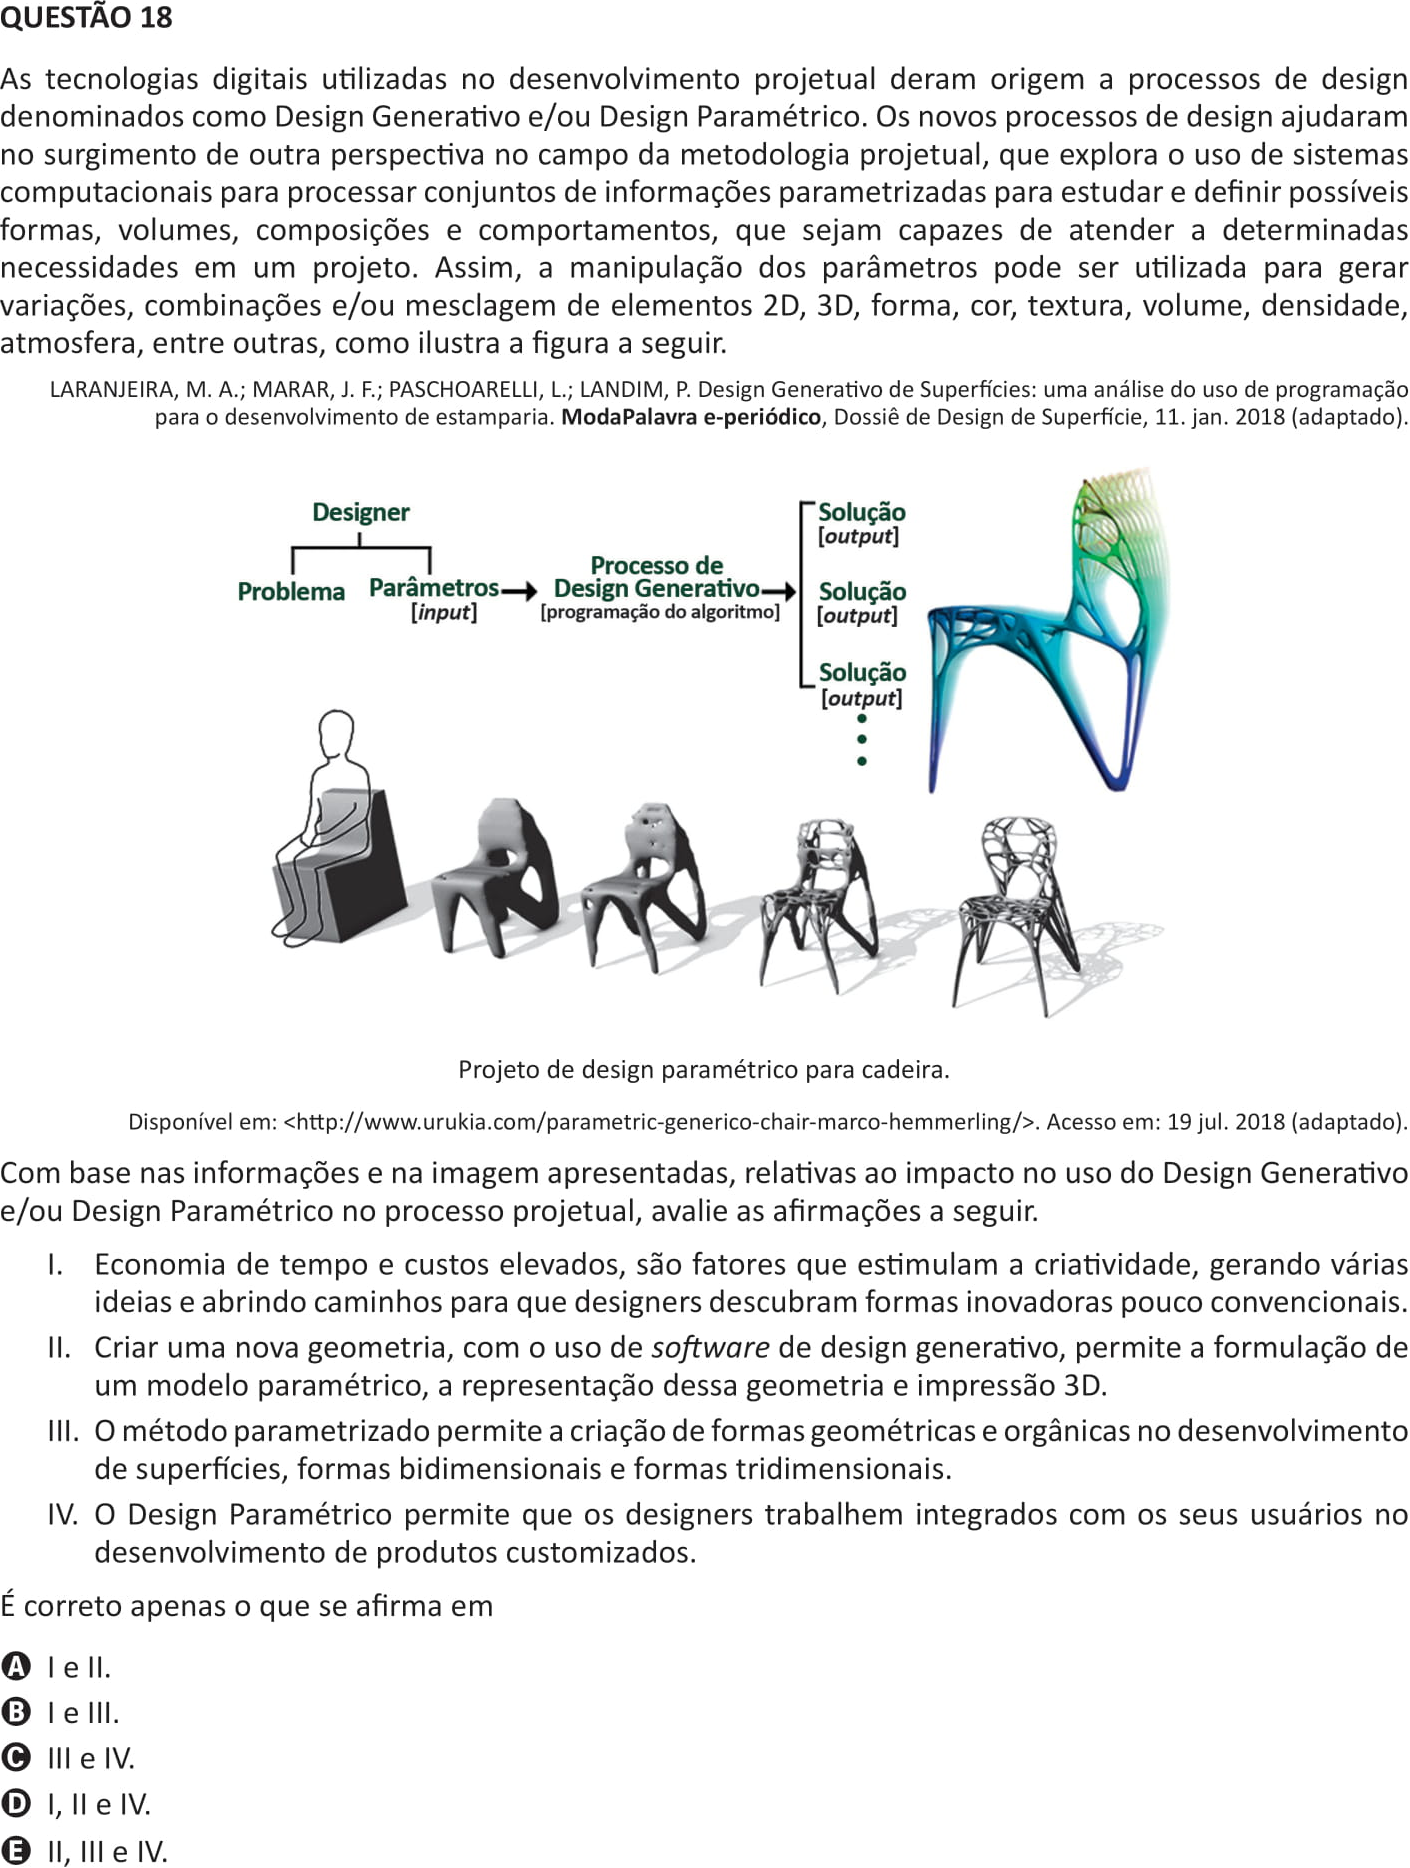 QUESTÃO 18
As tecnologias digitais utilizadas no desenvolvimento projetual deram origem a processos de design
denominados como Design Generativo e/ou Design Paramétrico. Os novos processos de design ajudaram
no surgimento de outra perspectiva no campo da metodologia projetual, que explora o uso de sistemas
computacionais para processar conjuntos de informações parametrizadas para estudar e definir possíveis
formas, volumes, composições e comportamentos, que sejam capazes de atender a determinadas
necessidades em um projeto. Assim, a manipulação dos parâmetros pode ser utilizada para gerar
variações, combinações e/ou mesclagem de elementos 2D, 3D, forma, cor, textura, volume, densidade,
atmosfera, entre outras, como ilustra a figura a seguir.
LARANJEIRA, M. A.; MARAR, J. F.; PASCHOARELLI, L.; LANDIM, P. Design Generativo de Superfícies: uma análise do uso de programação
para o desenvolvimento de estamparia. ModaPalavra e-periódico, Dossiê de Design de Superfície, 11. jan. 2018 (adaptado).
Designer
Problema
Parâmetros
[input]
Processo de
Design Generativo
[programação do algoritmo]
Solução
[output]
Solução
[output]
Solução
[output]
Projeto de design paramétrico para cadeira.
Disponível em: <http://www.urukia.com/parametric-generico-chair-marco-hemmerling/>. Acesso em: 19 jul. 2018 (adaptado).
Com base nas informações e na imagem apresentadas, relativas ao impacto no uso do Design Generativo
e/ou Design Paramétrico no processo projetual, avalie as afirmações a seguir.
I. Economia de tempo e custos elevados, são fatores que estimulam a criatividade, gerando várias
ideias e abrindo caminhos para que designers descubram formas inovadoras pouco convencionais.
II. Criar uma nova geometria, com o uso de software de design generativo, permite a formulação de
um modelo paramétrico, a representação dessa geometria e impressão 3D.
III. O método parametrizado permite a criação de formas geométricas e orgânicas no desenvolvimento
de superfícies, formas bidimensionais e formas tridimensionais.
IV. O Design Paramétrico permite que os designers trabalhem integrados com os seus usuários no
desenvolvimento de produtos customizados.
É correto apenas o que se afirma em
A I e II.
B I e III.
C III e IV.
D I, II e IV.
E II, III e IV.